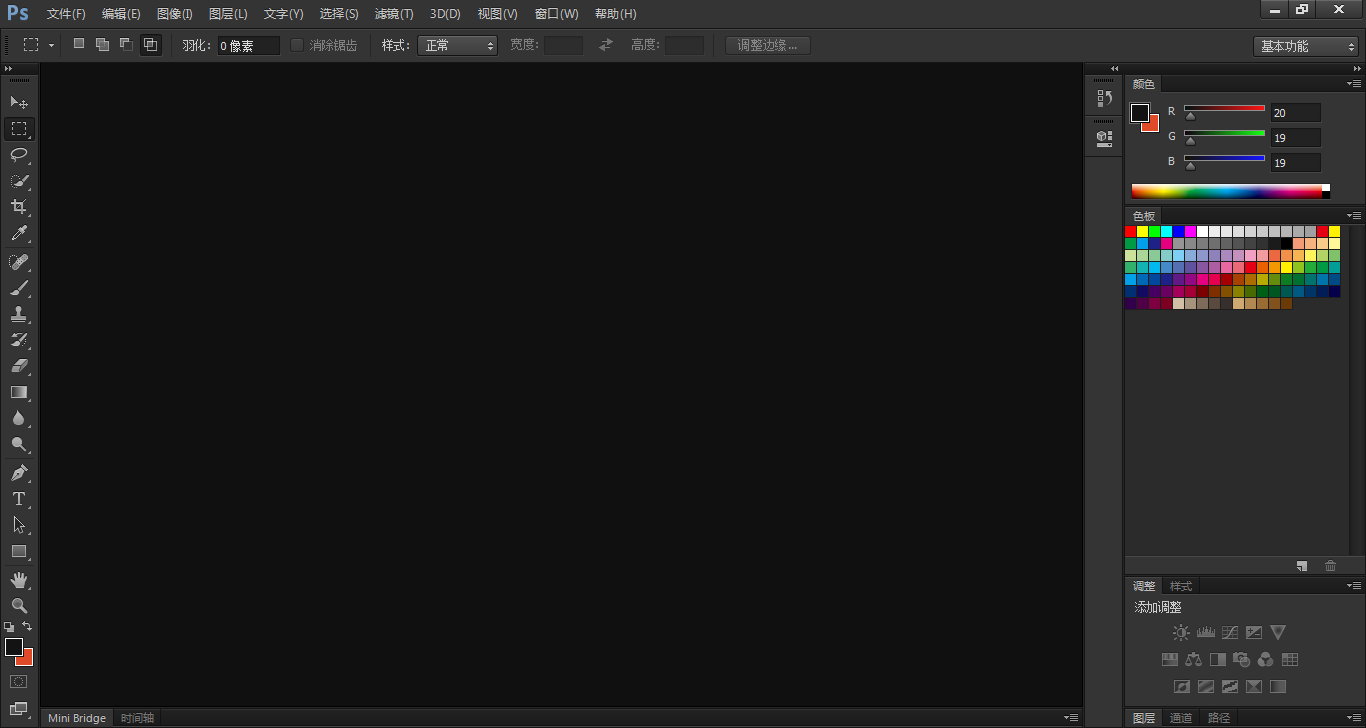 Ps 文件(F) 编辑(E) 图像(I) 图层(L) 文字(Y) 选择(S) 滤镜(T) 3D(D) 视图(V) 窗口(W) 帮助(H)
羽化: 0 像素 消除锯齿 样式: 正常 宽度: 高度: 调整边缘... 基本功能
颜色
R 20
G 19
B 19
色板
T
调整 样式
添加调整
Mini Bridge 时间轴
图层 通道 路径